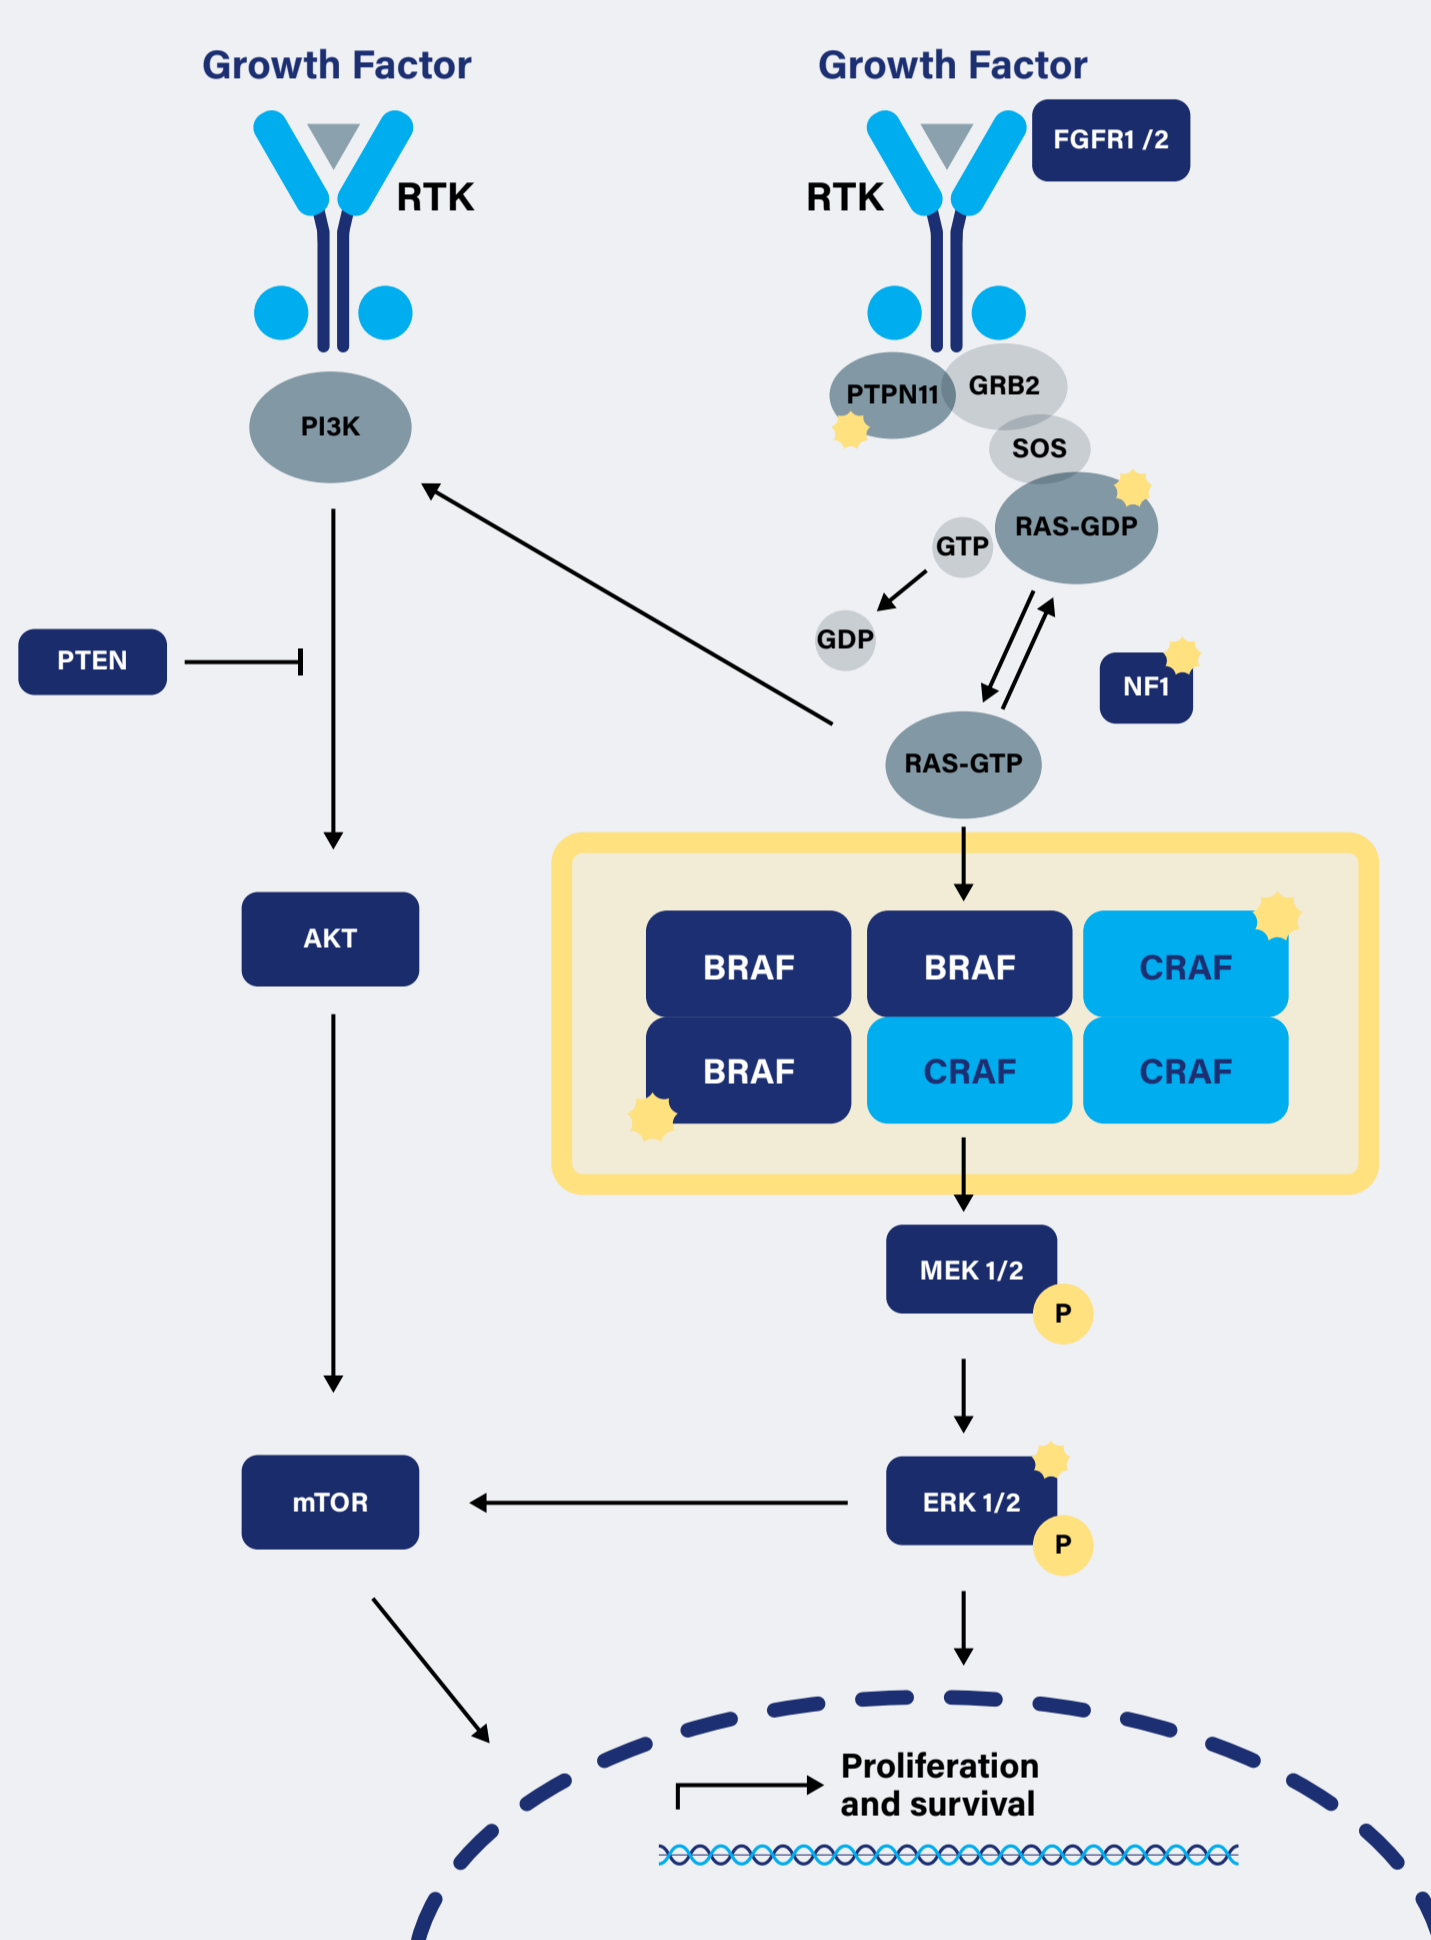 Growth Factor
Growth Factor
FGFR1 /2
RTK
RTK
PTPN11
GRB2
PI3K
SOS
RAS-GDP
GTP
GDP
PTEN
NF1
RAS-GTP
AKT
BRAF
BRAF
CRAF
BRAF
CRAF
CRAF
MEK 1/2
P
mTOR
ERK 1/2
P
Proliferation
and survival